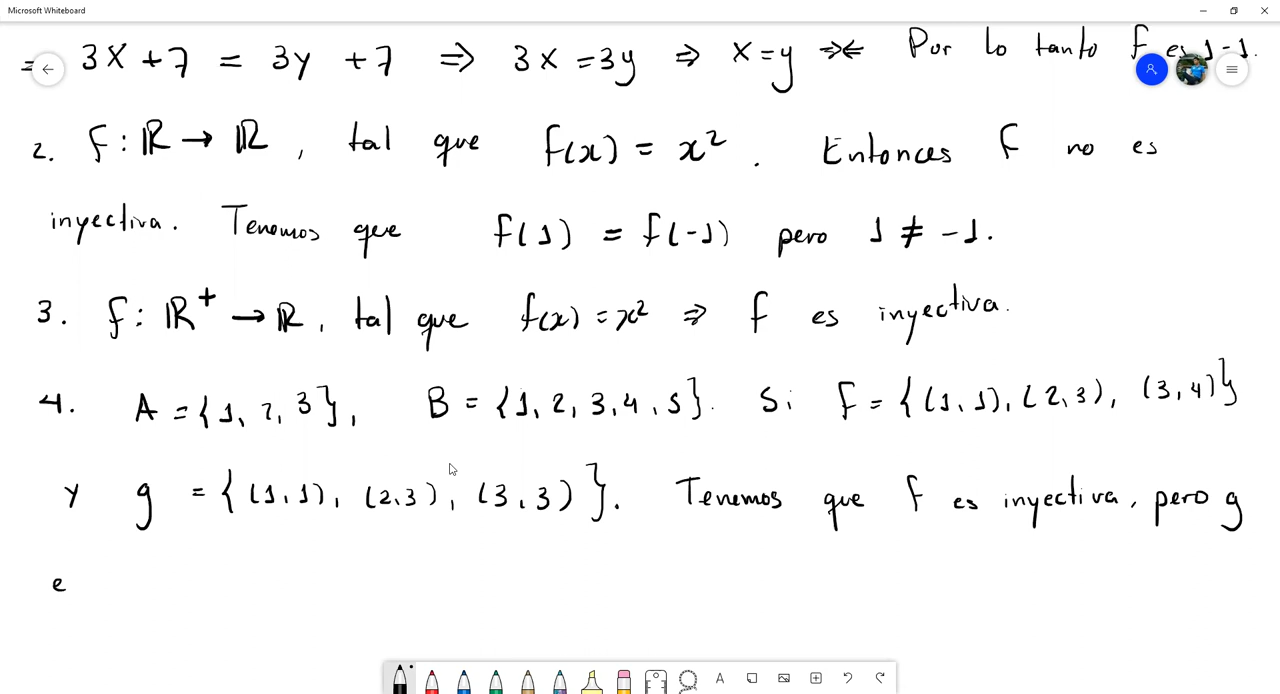 Microsoft Whiteboard
= 3X + 7 = 3y + 7 ⇒ 3X = 3y ⇒ X = y ⇒⇐ Por lo tanto f es 1-1.
2. f : ℝ → ℝ , tal que f(x) = x² . Entonces f no es
inyectiva. Tenemos que f(1) = f(-1) pero 1 ≠ -1.
3. f : ℝ⁺ → ℝ , tal que f(x) = x² ⇒ f es inyectiva.
4. A = {1, 2, 3}, B = {1, 2, 3, 4, 5}. Si f = {(1, 1), (2, 3), (3, 4)}
y g = {(1, 1), (2, 3), (3, 3)}. Tenemos que f es inyectiva, pero g
e